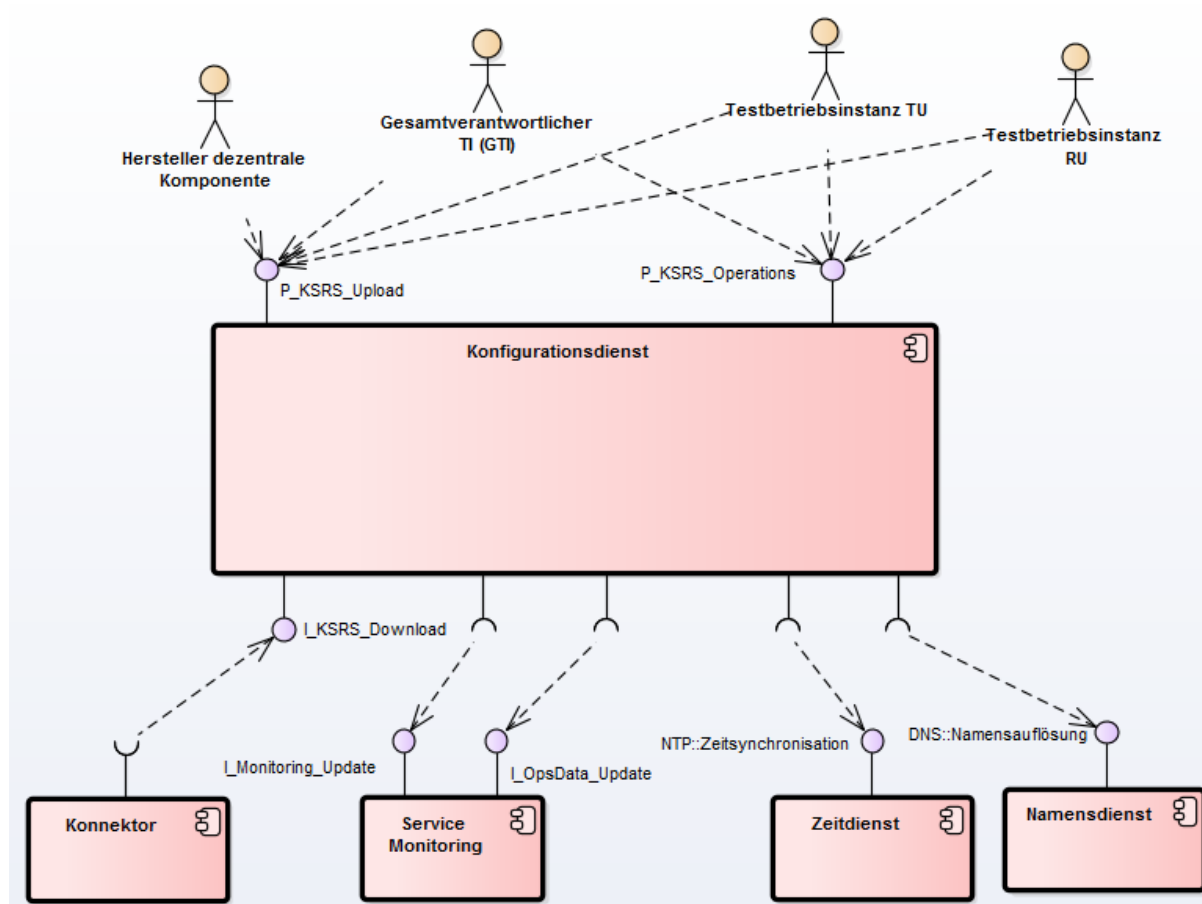 Hersteller dezentrale
Komponente
Gesamtverantwortlicher
TI (GTI)
Testbetriebsinstanz TU
Testbetriebsinstanz
RU
P_KSRS_Upload
P_KSRS_Operations
Konfigurationsdienst
I_KSRS_Download
I_Monitoring_Update
I_OpsData_Update
NTP::Zeitsynchronisation
DNS::Namensauflösung
Konnektor
Service
Monitoring
Zeitdienst
Namensdienst